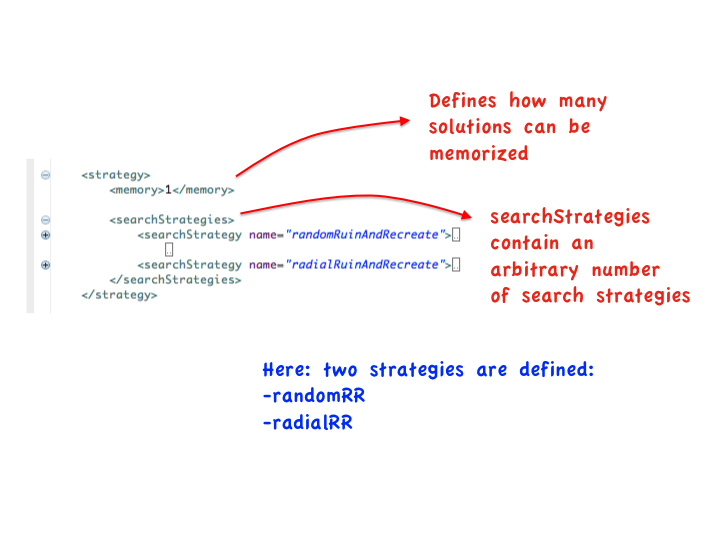 Defines how many
solutions can be
memorized
<strategy>
<memory>1</memory>
<searchStrategies>
<searchStrategy name="randomRuinAndRecreate">..
..
<searchStrategy name="radialRuinAndRecreate">..
</searchStrategies>
</strategy>
searchStrategies
contain an
arbitrary number
of search strategies
Here: two strategies are defined:
-randomRR
-radialRR